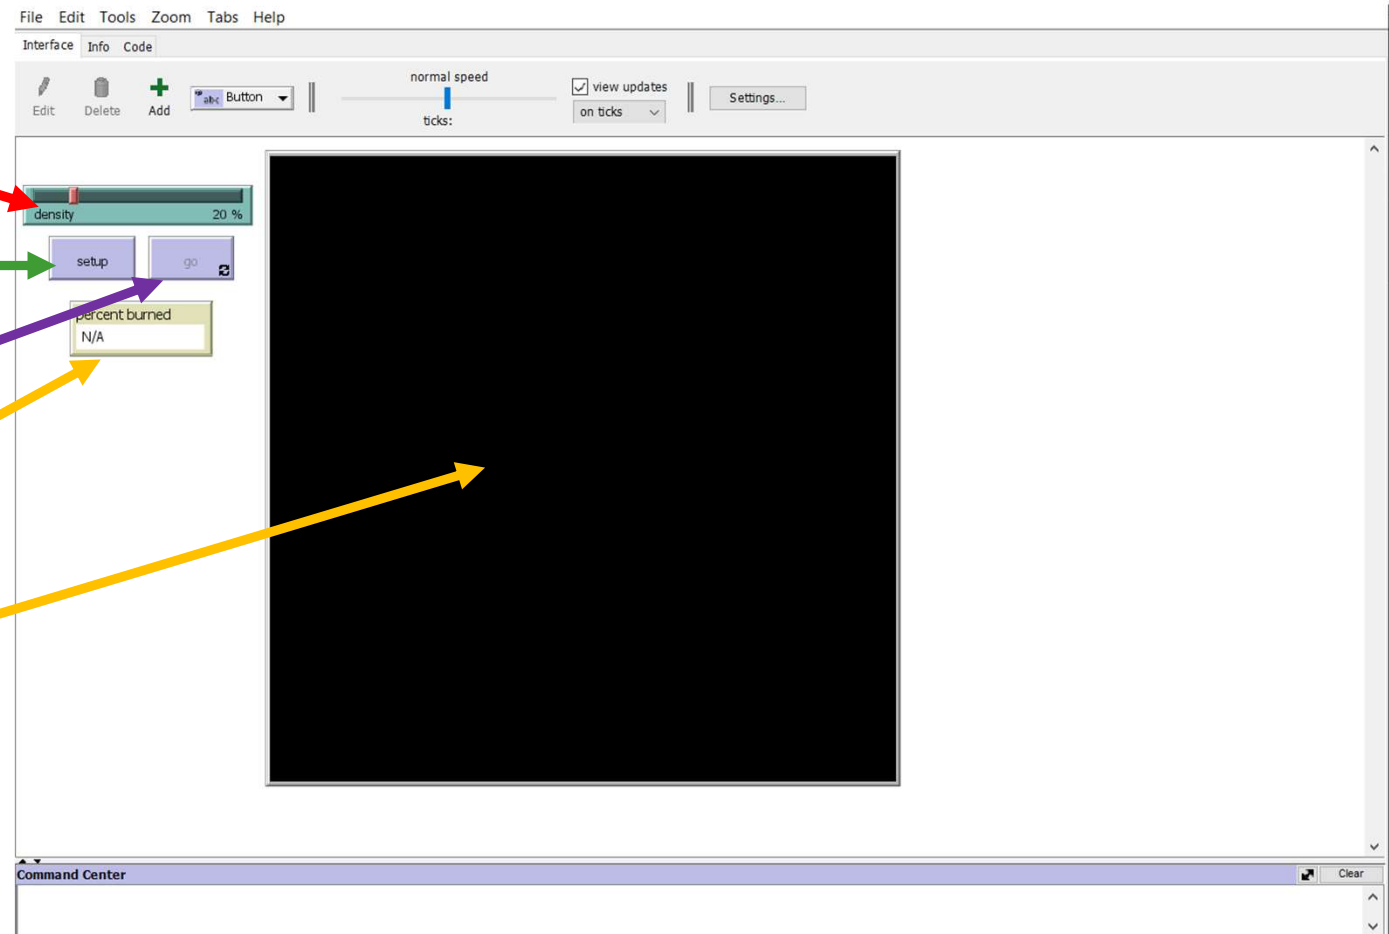 File Edit Tools Zoom Tabs Help
Interface Info Code
normal speed
Edit Delete Add abc Button
ticks:
view updates
on ticks
Settings...
density 20 %
setup go
percent burned
N/A
Command Center Clear